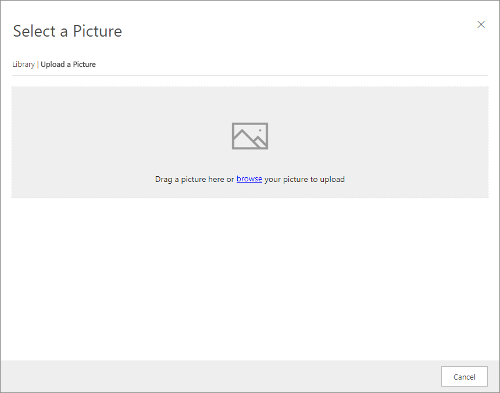 Select a Picture
Library | Upload a Picture
Drag a picture here or browse your picture to upload
Cancel